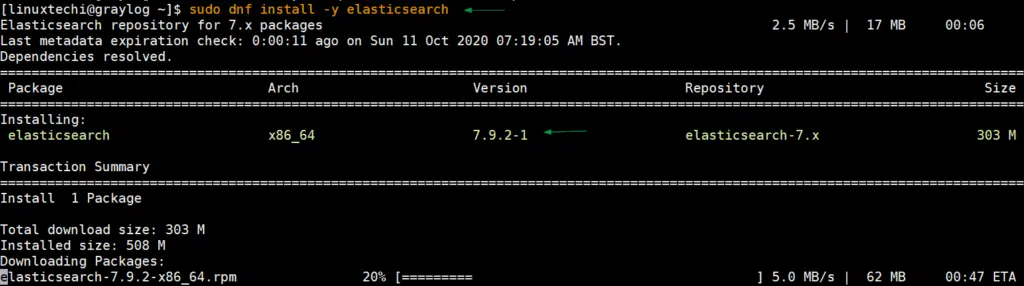 [linuxtechi@graylog ~]$ sudo dnf install -y elasticsearch
Elasticsearch repository for 7.x packages 2.5 MB/s | 17 MB 00:06
Last metadata expiration check: 0:00:11 ago on Sun 11 Oct 2020 07:19:05 AM BST.
Dependencies resolved.
================================================================================
Package Arch Version Repository Size
================================================================================
Installing:
elasticsearch x86_64 7.9.2-1 elasticsearch-7.x 303 M
Transaction Summary
================================================================================
Install 1 Package
Total download size: 303 M
Installed size: 508 M
Downloading Packages:
elasticsearch-7.9.2-x86_64.rpm 20% [========= ] 5.0 MB/s | 62 MB 00:47 ETA